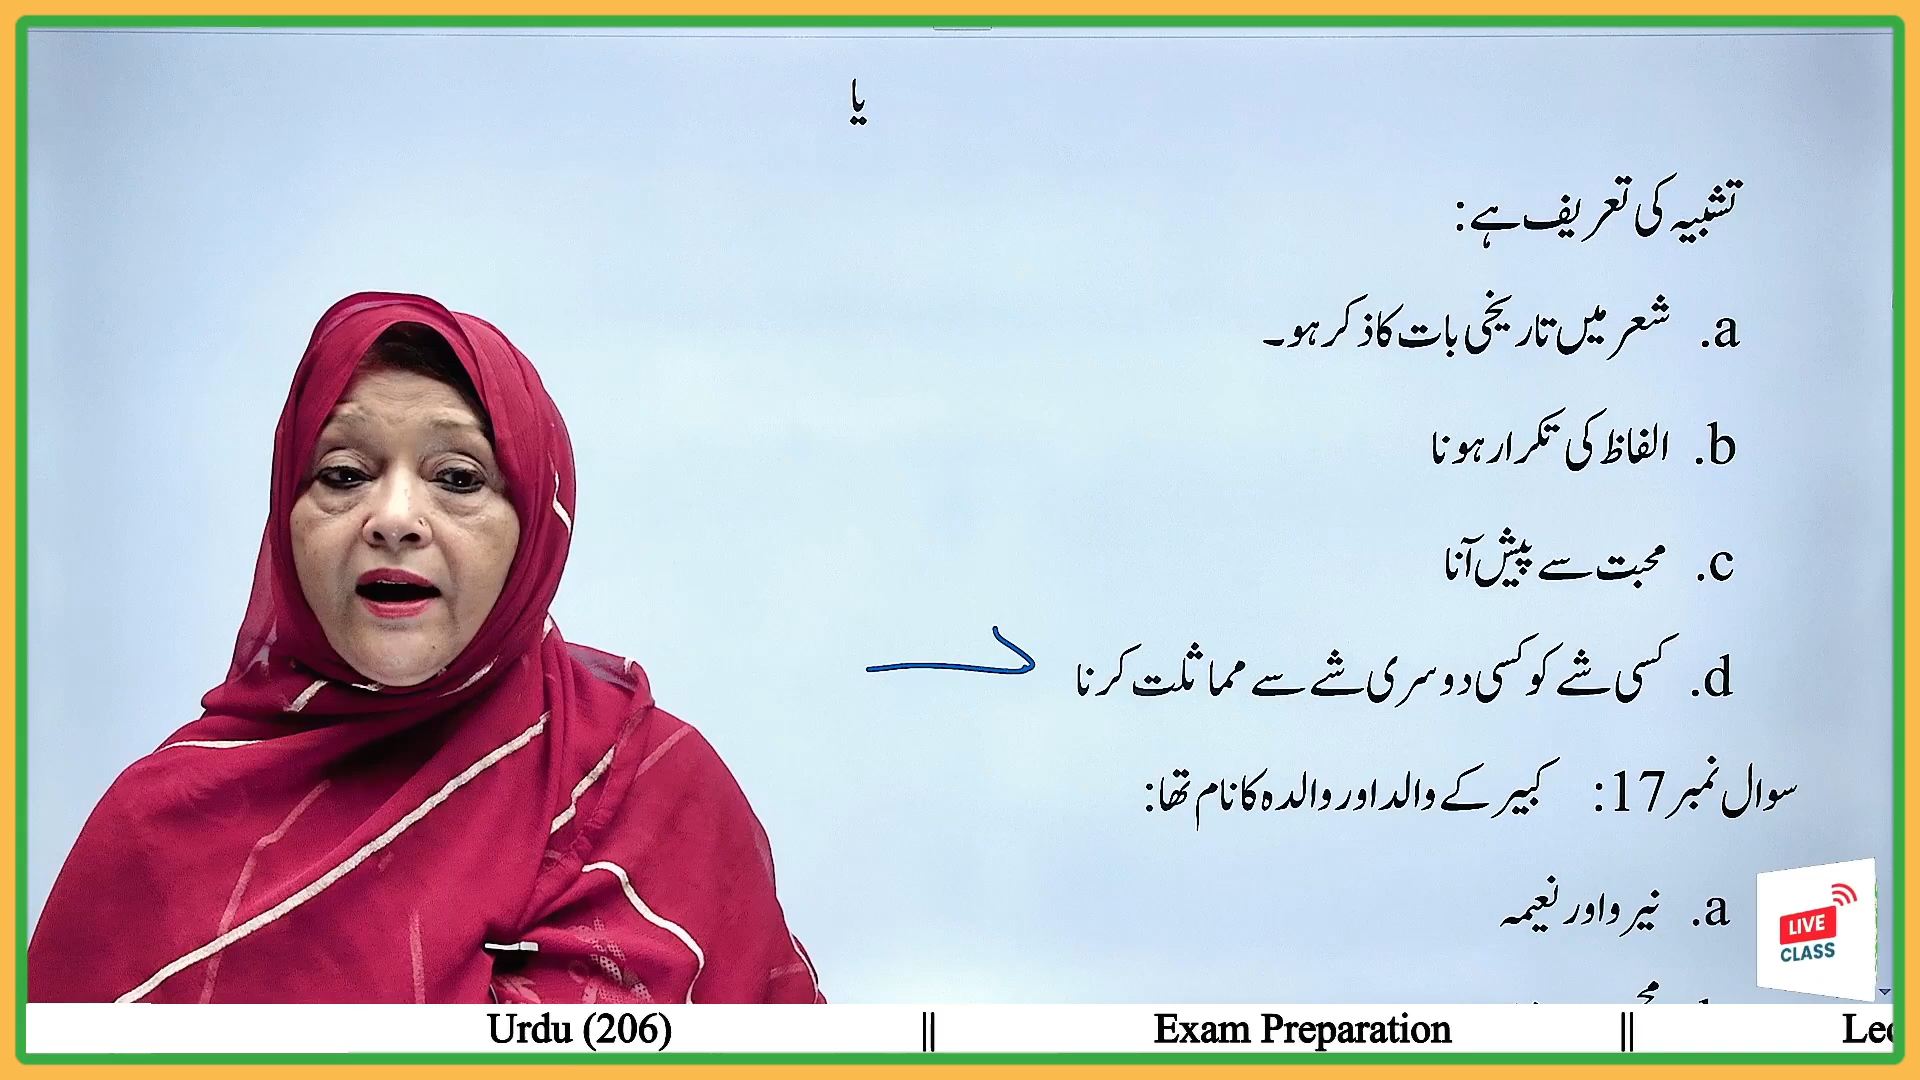 یا
تشبیہ کی تعریف ہے:
a. شعر میں تاریخی بات کا ذکر ہو۔
b. الفاظ کی تکرار ہونا
c. محبت سے پیش آنا
d. کسی شے کو کسی دوسری شے سے مماثلت کرنا
سوال نمبر 17: کبیر کے والد اور والدہ کا نام تھا:
a. نیرو اور نعیمہ
LIVE
CLASS
Urdu (206) || Exam Preparation ||